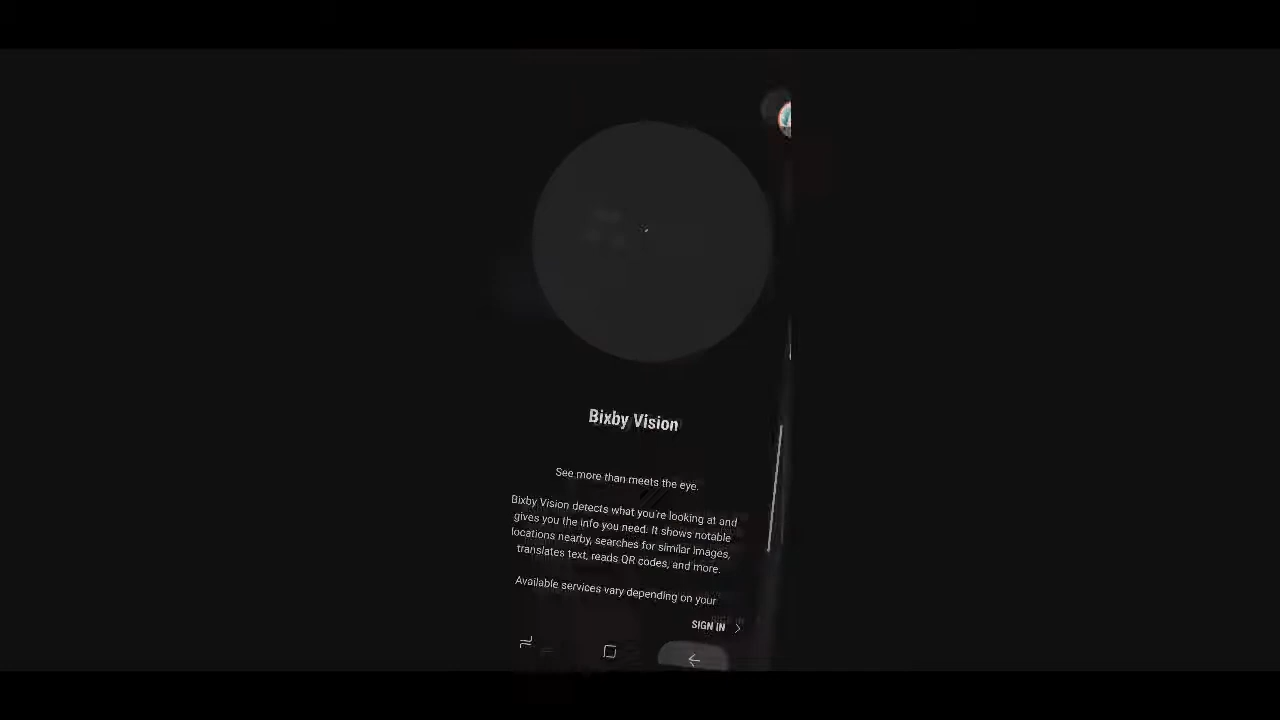 Bixby Vision
See more than meets the eye.
Bixby Vision detects what you're looking at and
gives you the info you need. It shows notable
locations nearby, searches for similar images,
translates text, reads QR codes, and more.
Available services vary depending on your
SIGN IN